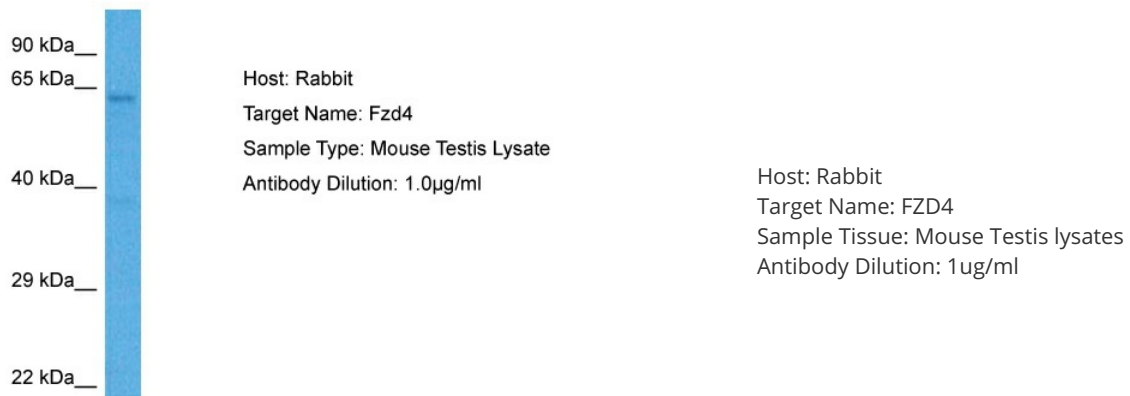 90 kDa__
65 kDa__
40 kDa__
29 kDa__
22 kDa__
Host: Rabbit
Target Name: Fzd4
Sample Type: Mouse Testis Lysate
Antibody Dilution: 1.0µg/ml
Host: Rabbit
Target Name: FZD4
Sample Tissue: Mouse Testis lysates
Antibody Dilution: 1ug/ml